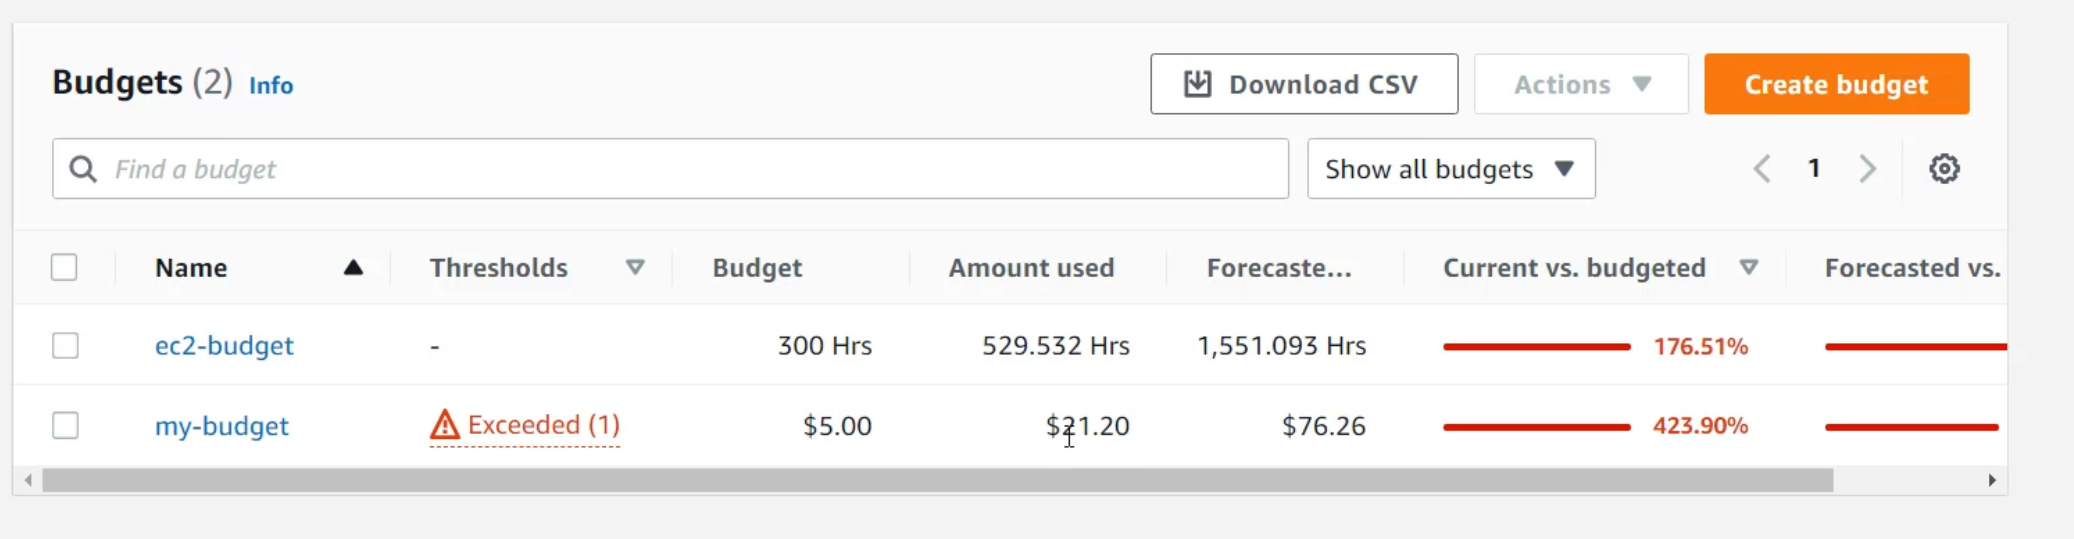 Budgets (2) Info
Download CSV
Actions
Create budget
Find a budget
Show all budgets
1
Name Thresholds Budget Amount used Forecaste... Current vs. budgeted Forecasted vs.
ec2-budget - 300 Hrs 529.532 Hrs 1,551.093 Hrs 176.51%
my-budget Exceeded (1) $5.00 $21.20 $76.26 423.90%